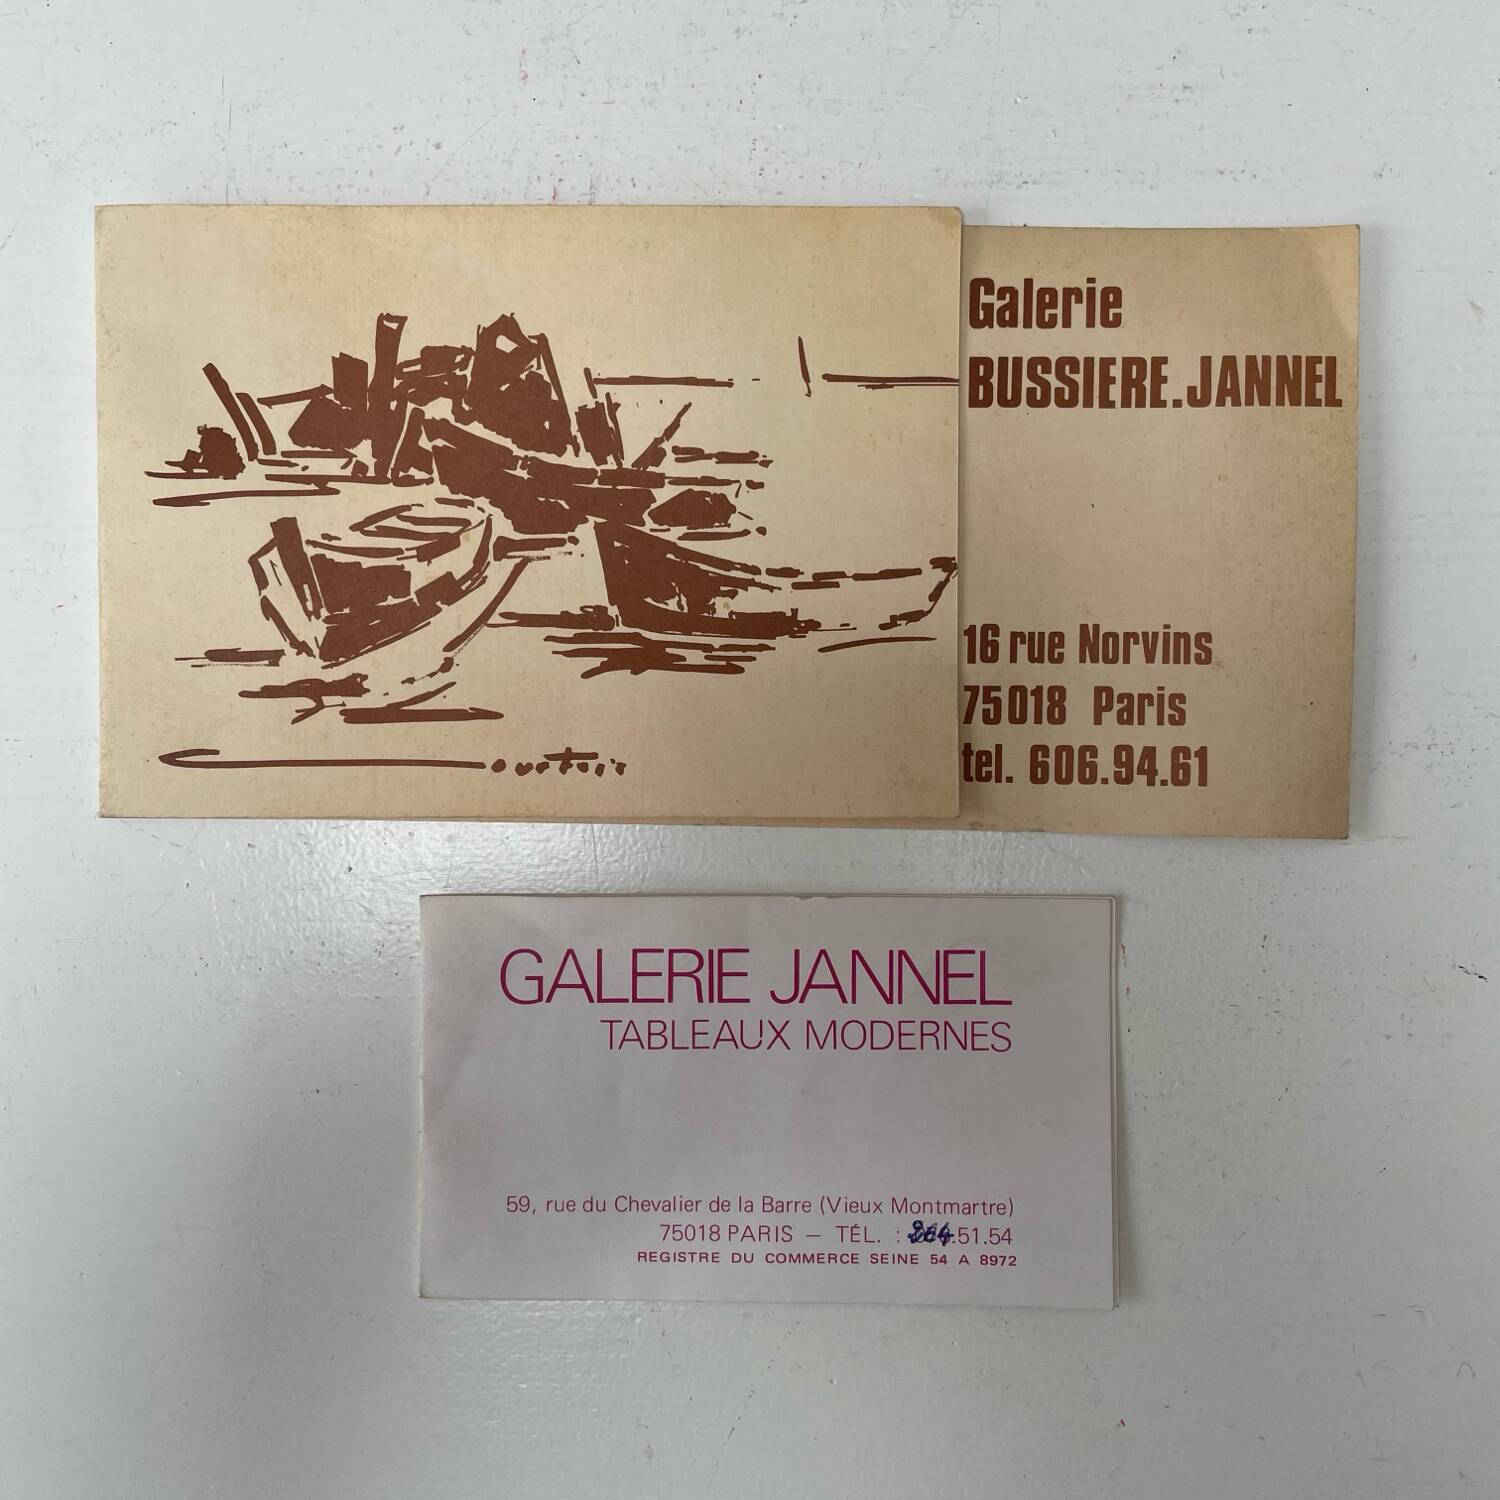 Courtois
Galerie
BUSSIERE.JANNEL
16 rue Norvins
75018 Paris
tel. 606.94.61
GALERIE JANNEL
TABLEAUX MODERNES
59, rue du Chevalier de la Barre (Vieux Montmartre)
75018 PARIS – TÉL. : 264.51.54
REGISTRE DU COMMERCE SEINE 54 A 8972